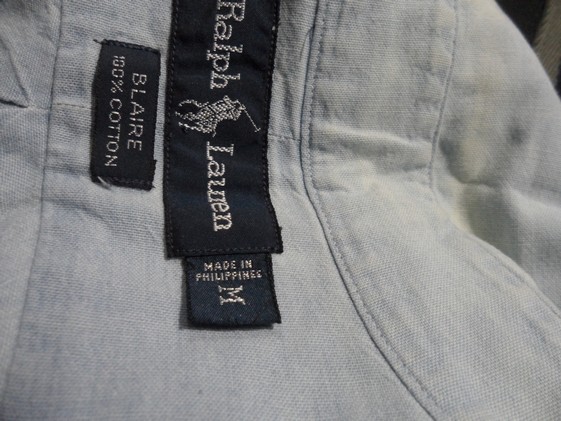 BLAIRE
100% COTTON
Ralph Lauren
MADE IN
PHILIPPINES
M